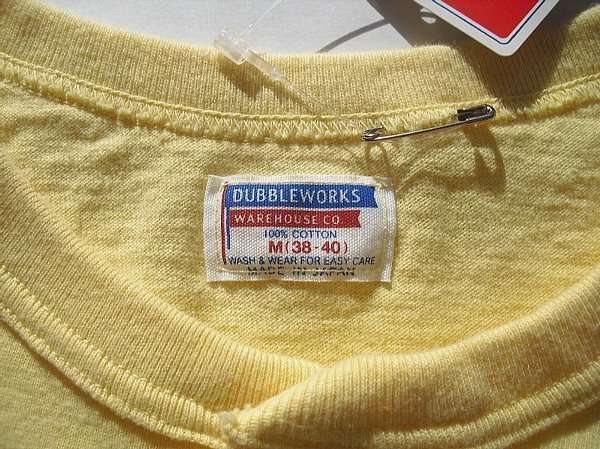 DUBBLEWORKS
WAREHOUSE CO.
100% COTTON
M(38-40)
WASH & WEAR FOR EASY CARE
MADE IN JAPAN